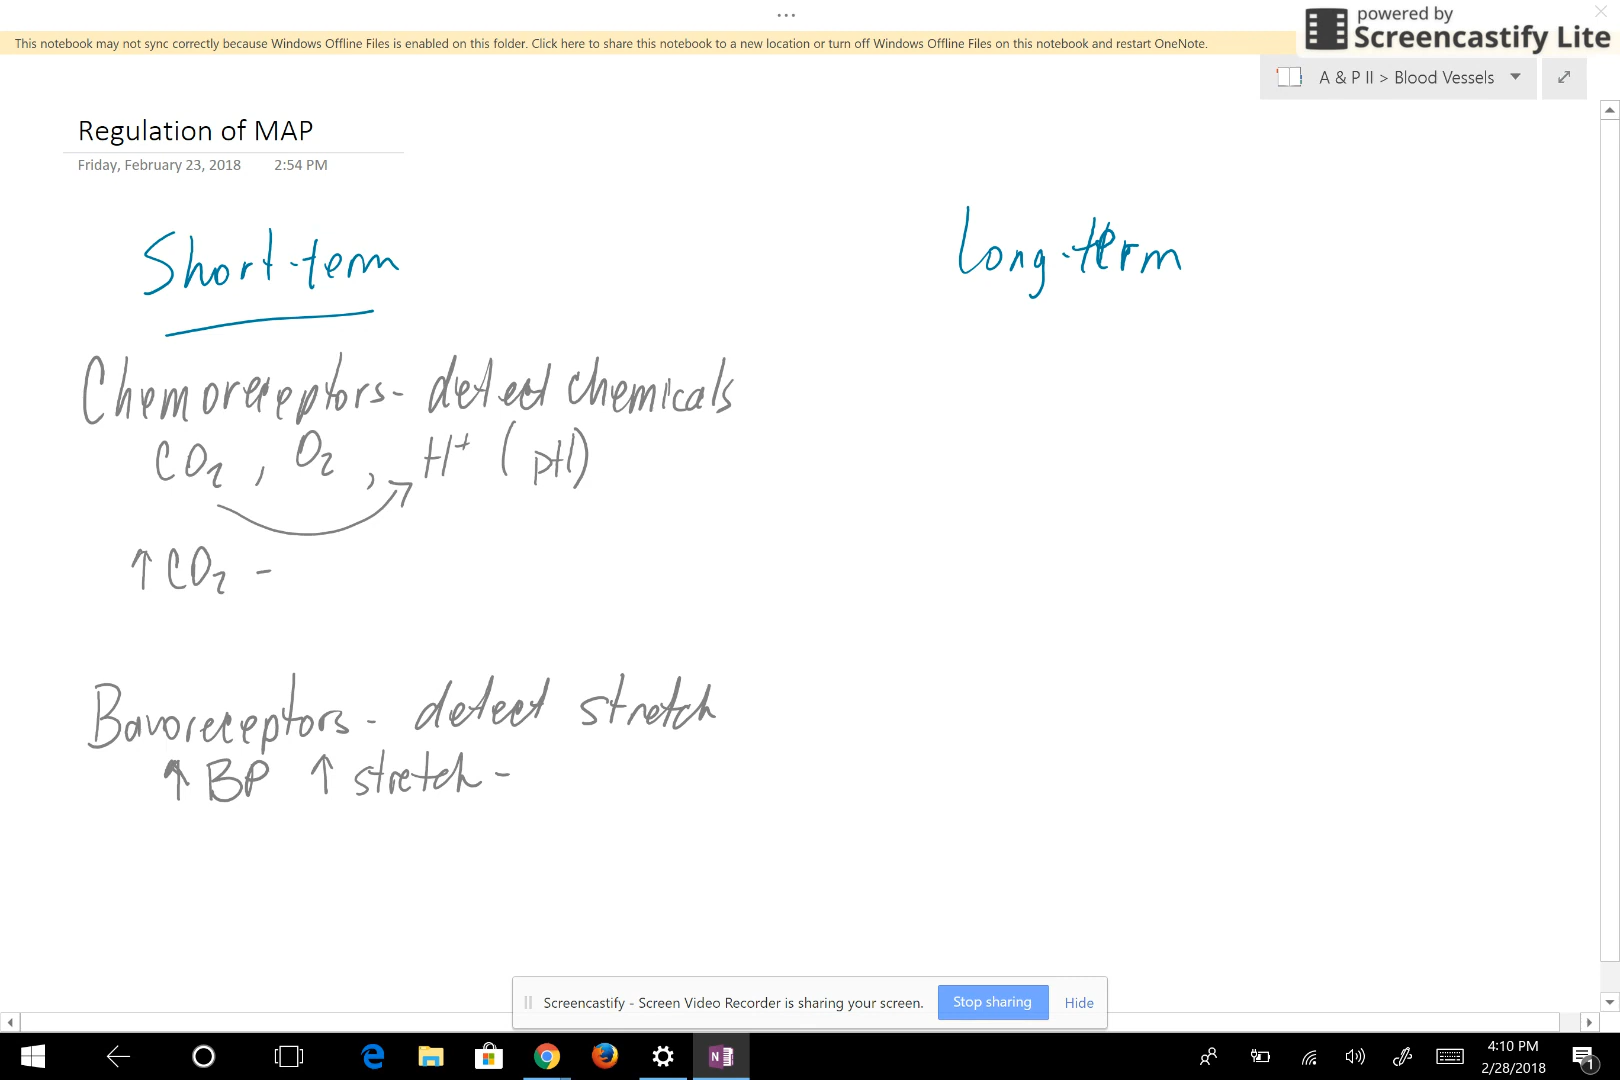 ...
powered by
Screencastify Lite
This notebook may not sync correctly because Windows Offline Files is enabled on this folder. Click here to share this notebook to a new location or turn off Windows Offline Files on this notebook and restart OneNote.
A & P II > Blood Vessels
Regulation of MAP
Friday, February 23, 2018 2:54 PM
Short-term
Long-term
Chemoreceptors - detect chemicals
CO₂, O₂, H⁺ (pH)
↑ CO₂ -
Baroreceptors - detect stretch
↑ BP ↑ stretch -
Screencastify - Screen Video Recorder is sharing your screen. Stop sharing Hide
4:10 PM
2/28/2018
1